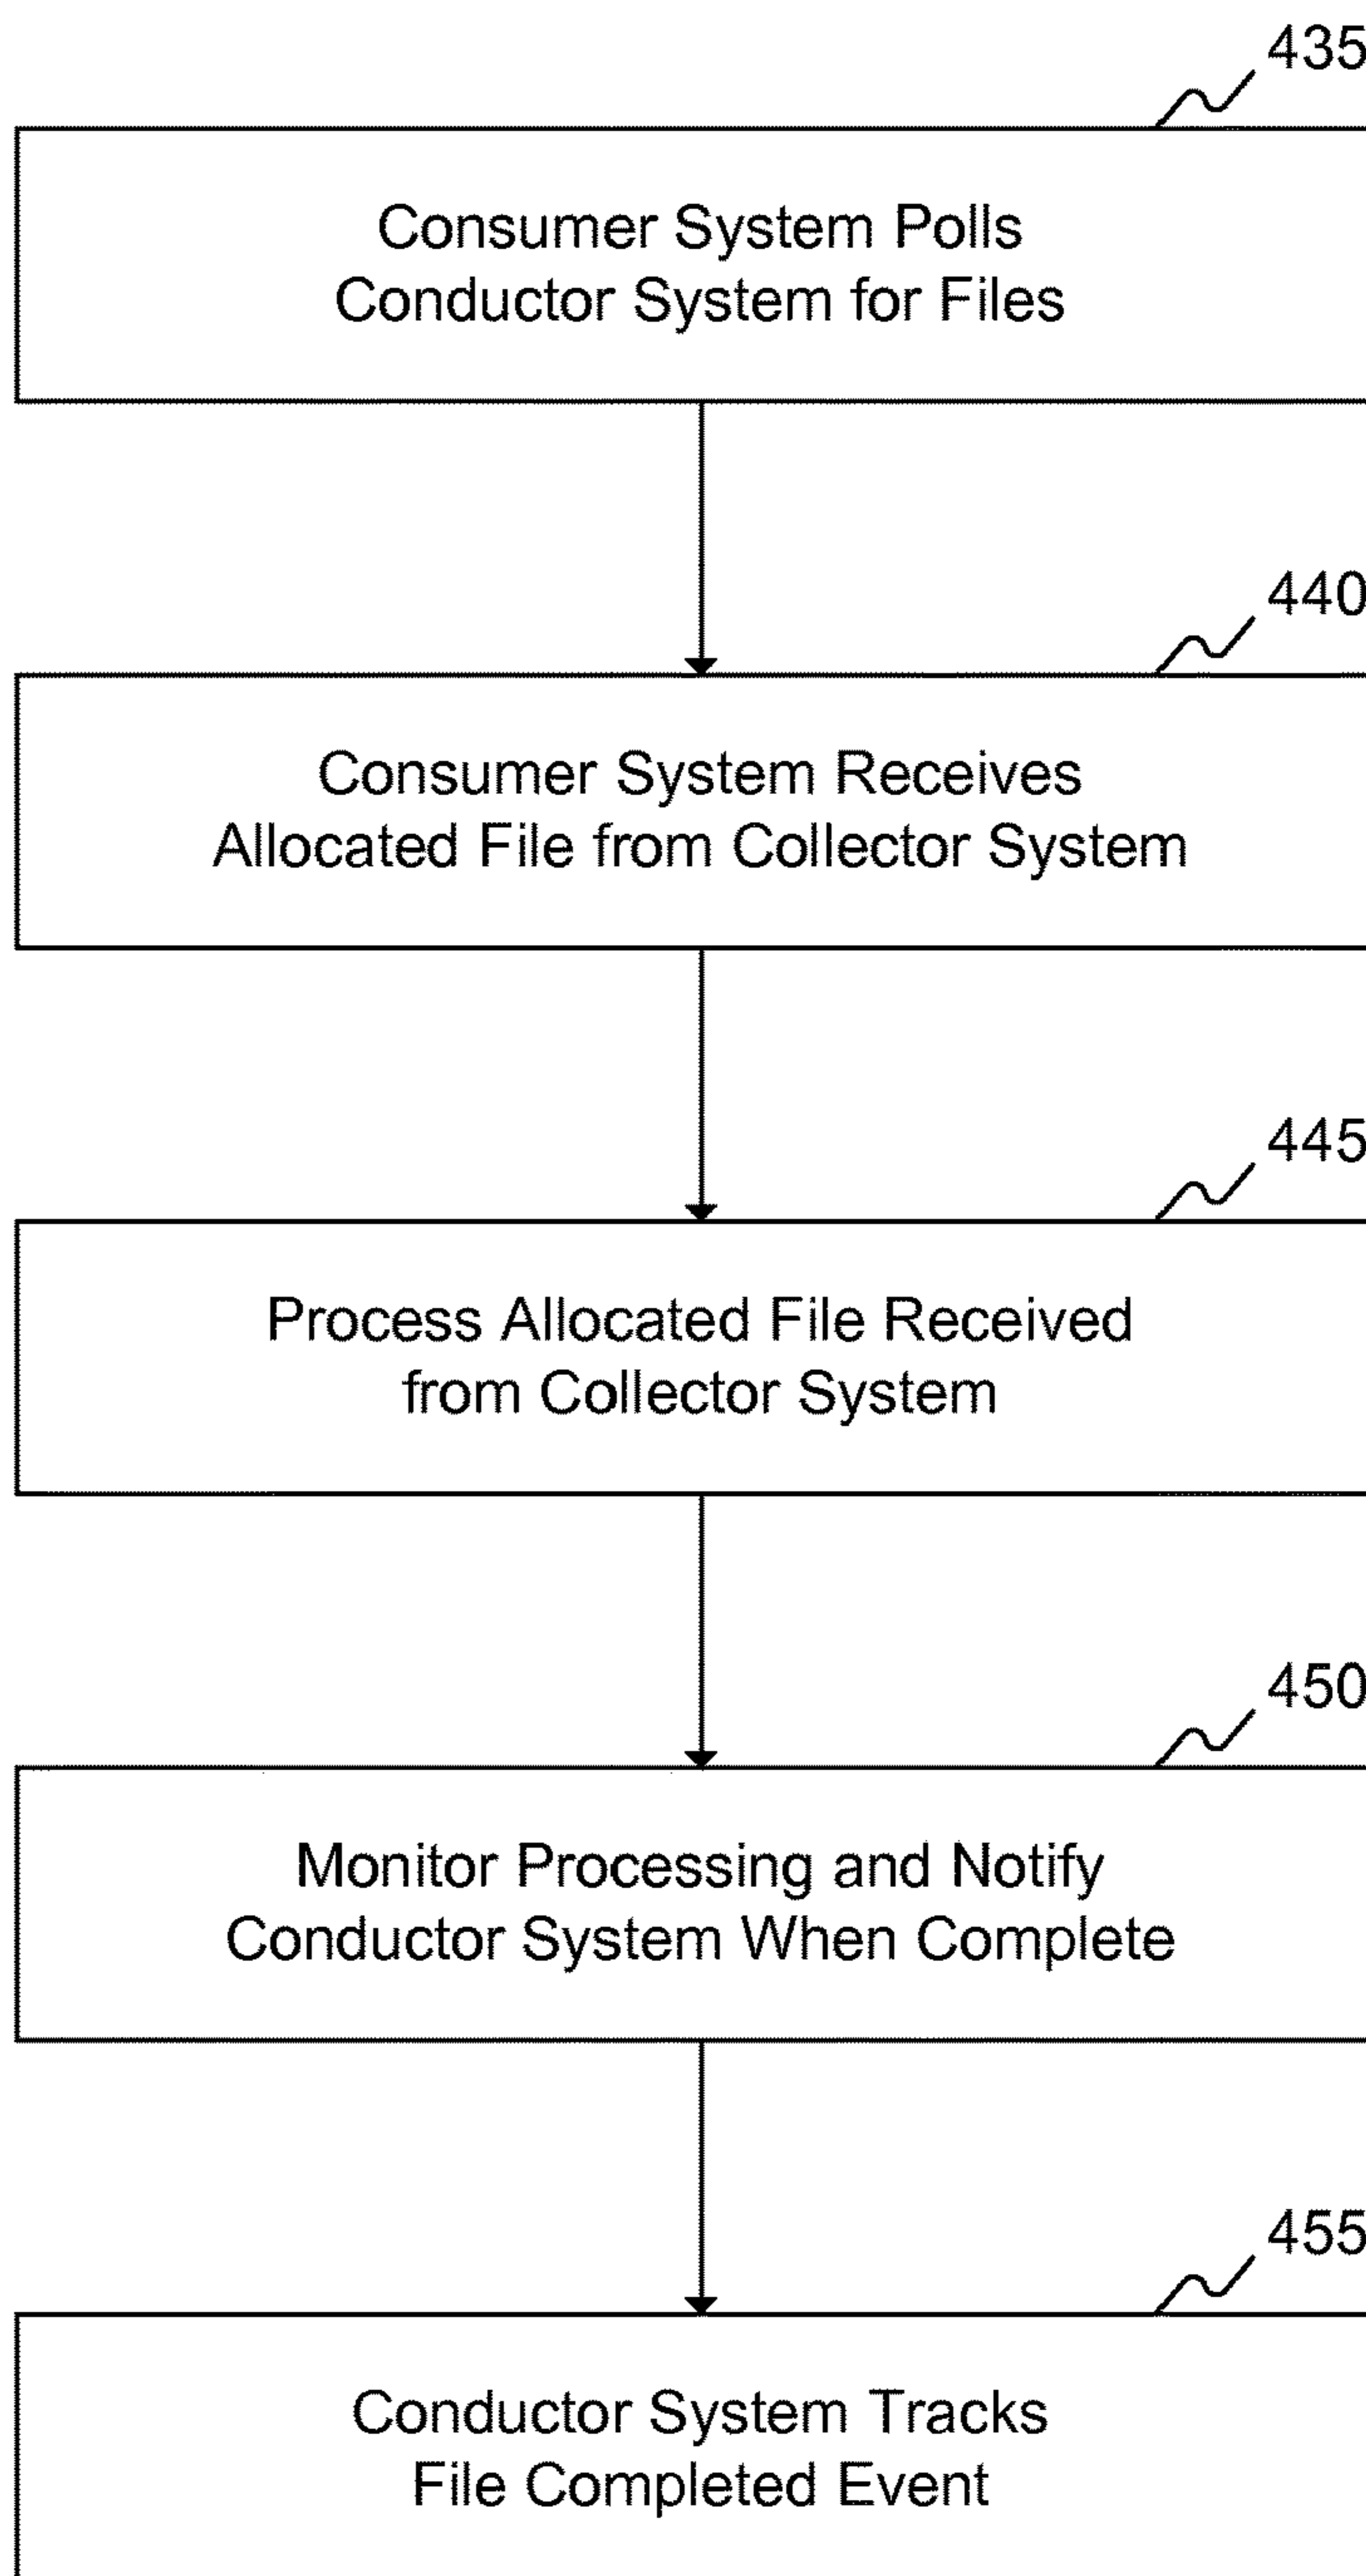 435
Consumer System Polls
Conductor System for Files
440
Consumer System Receives
Allocated File from Collector System
445
Process Allocated File Received
from Collector System
450
Monitor Processing and Notify
Conductor System When Complete
455
Conductor System Tracks
File Completed Event